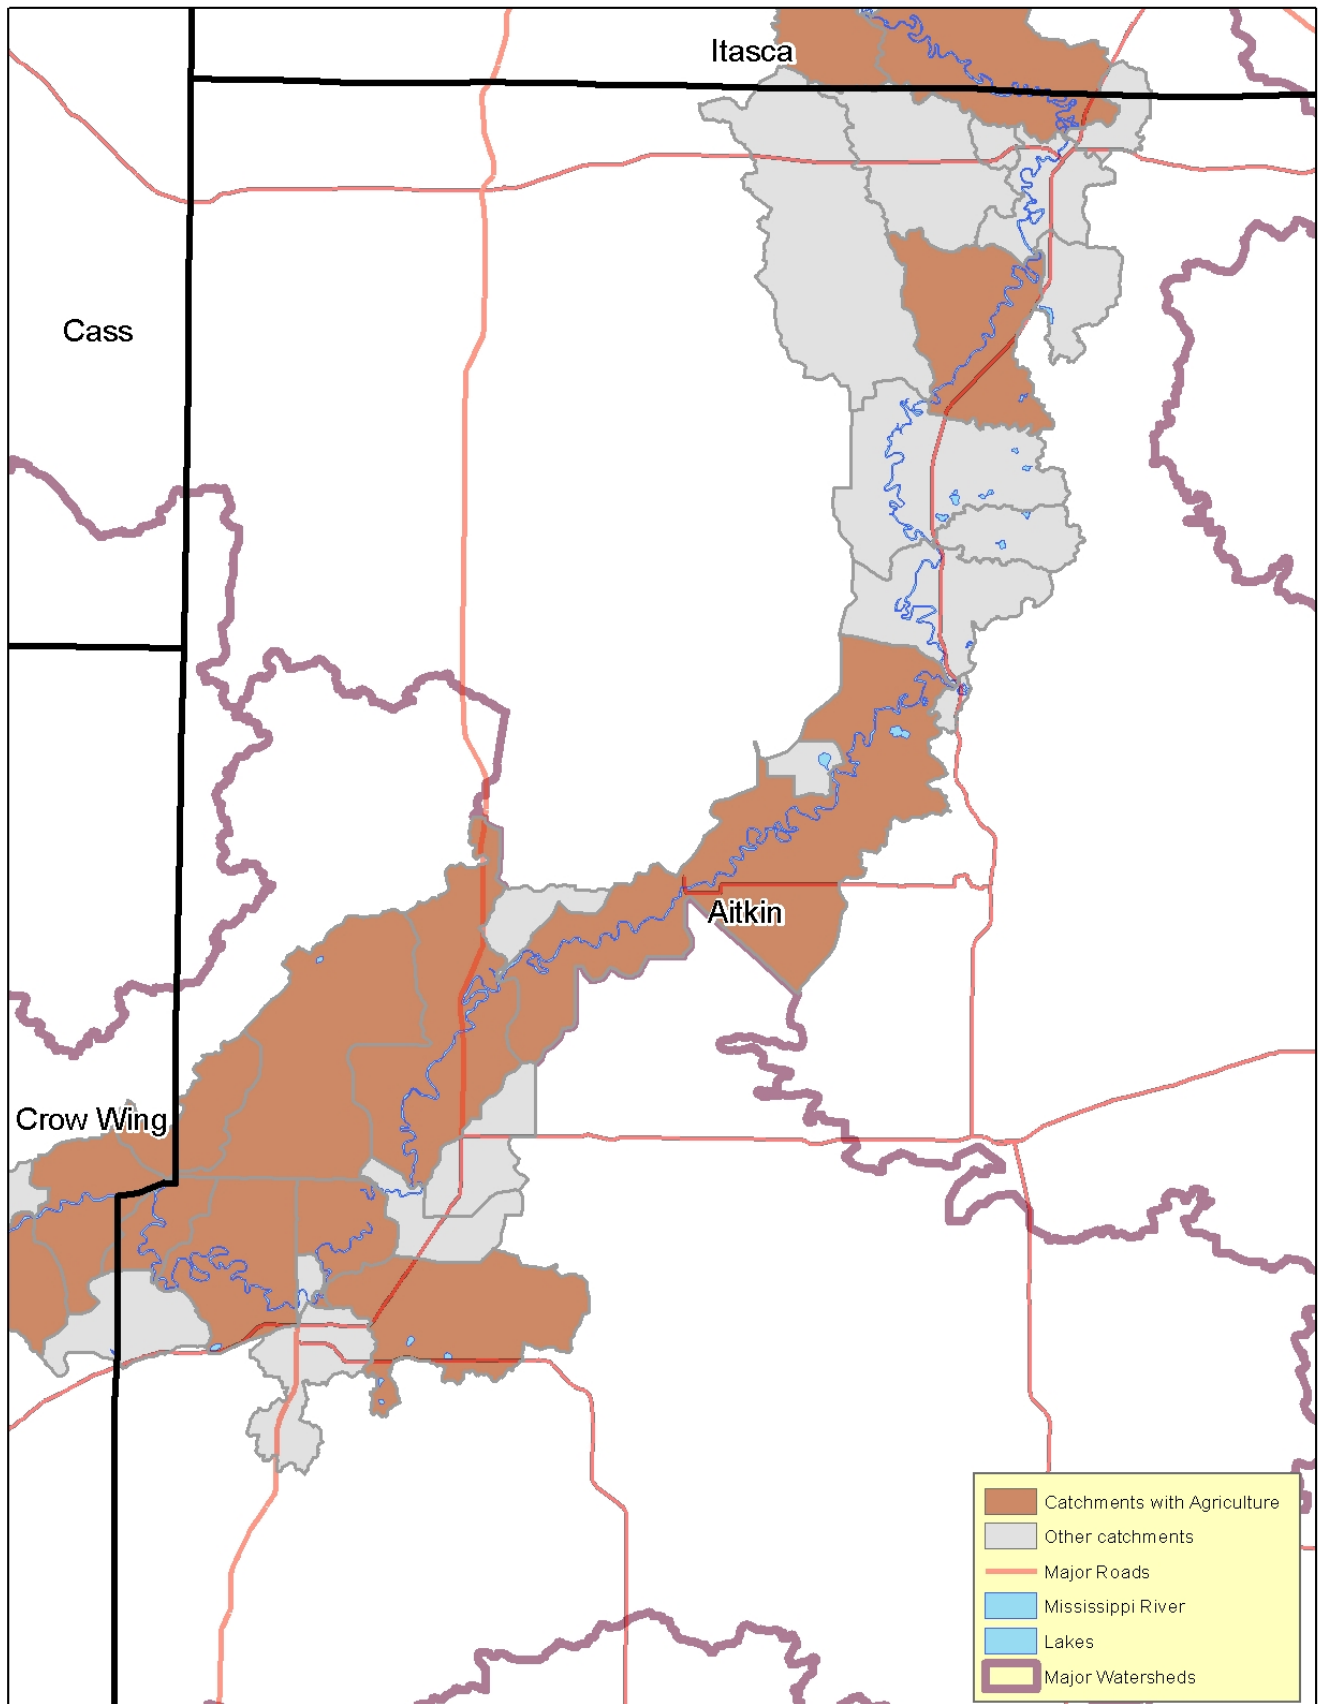 Itasca
Cass
Aitkin
Crow Wing
Catchments with Agriculture
Other catchments
Major Roads
Mississippi River
Lakes
Major Watersheds